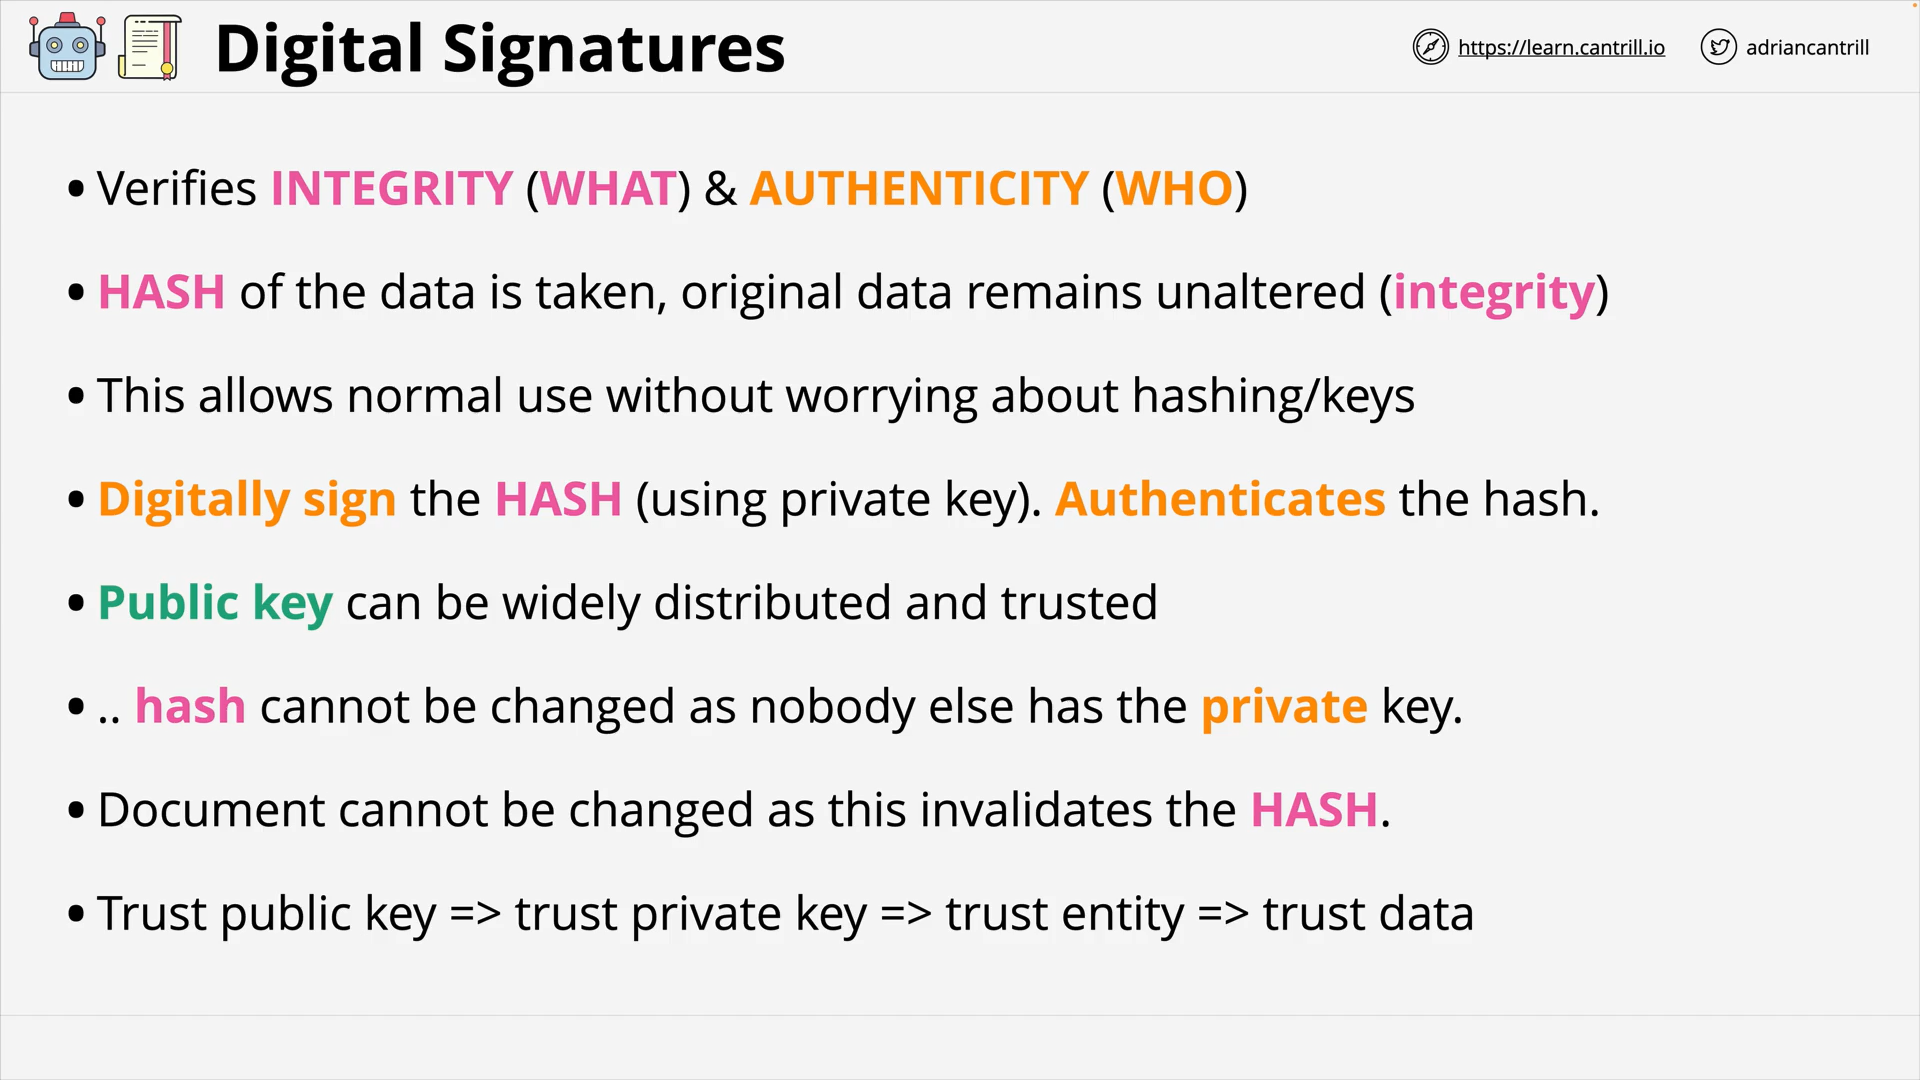 Digital Signatures
https://learn.cantrill.io
adriancantrill
• Verifies INTEGRITY (WHAT) & AUTHENTICITY (WHO)
• HASH of the data is taken, original data remains unaltered (integrity)
• This allows normal use without worrying about hashing/keys
• Digitally sign the HASH (using private key). Authenticates the hash.
• Public key can be widely distributed and trusted
• .. hash cannot be changed as nobody else has the private key.
• Document cannot be changed as this invalidates the HASH.
• Trust public key => trust private key => trust entity => trust data